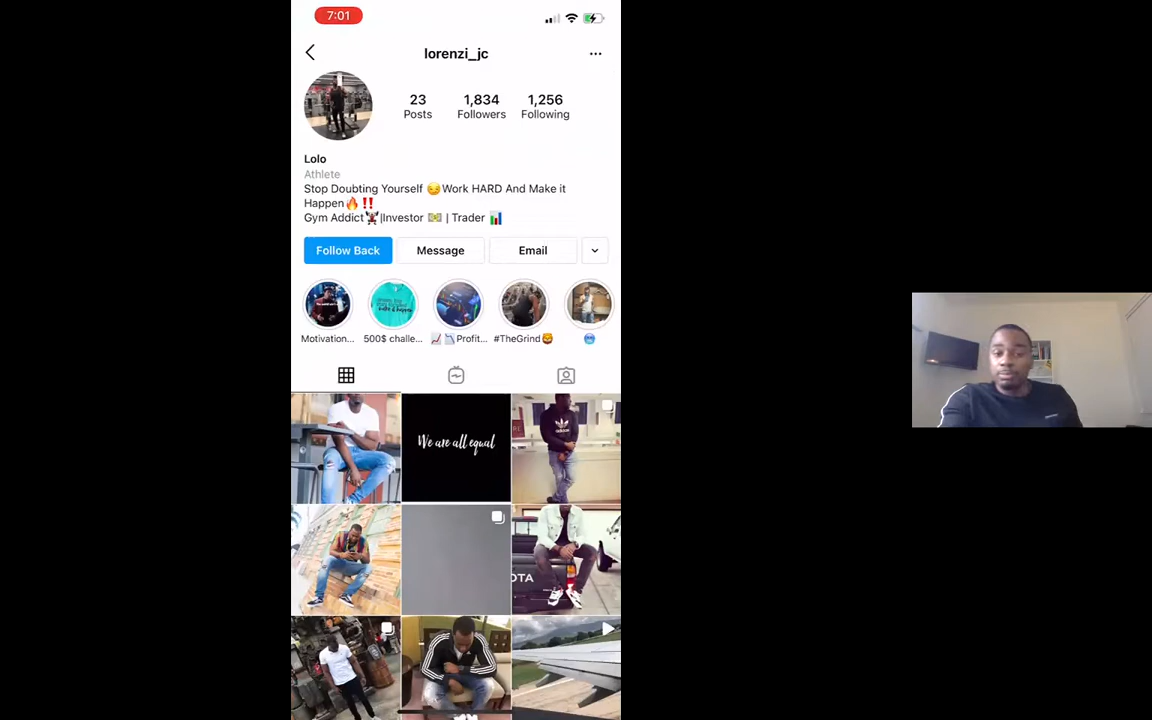 7:01
lorenzi_jc
23
1,834
1,256
Posts
Followers
Following
Lolo
Athlete
Stop Doubting Yourself 😏Work HARD And Make it
Happen🔥‼️
Gym Addict🏋🏿|Investor 💵 | Trader 📊
Follow Back
Message
Email
Motivation...
500$ challe...
📈 📉Profit...
#TheGrind🦁
🥶
We are all equal
adidas
OTA